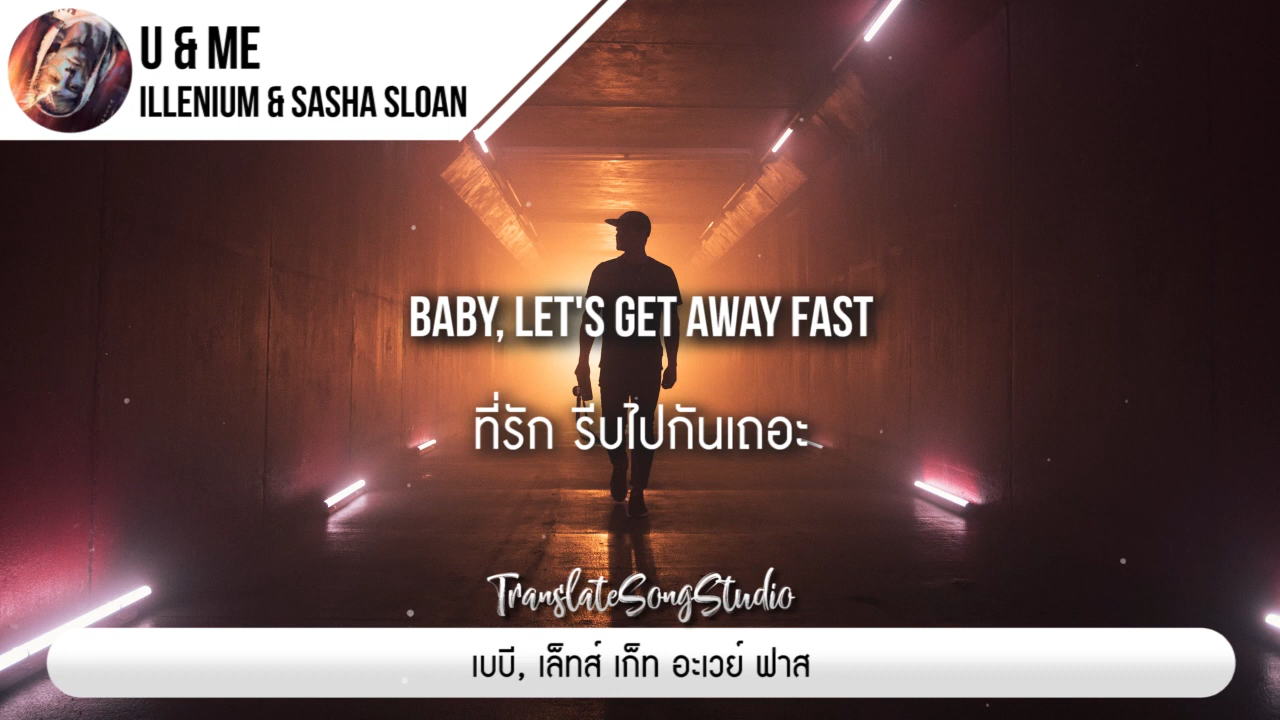 U & ME
ILLENIUM & SASHA SLOAN
BABY, LET'S GET AWAY FAST
ที่รัก รีบไปกันเถอะ
TranslateSongStudio
เบบี, เล็ทส์ เก็ท อะเวย์ ฟาส